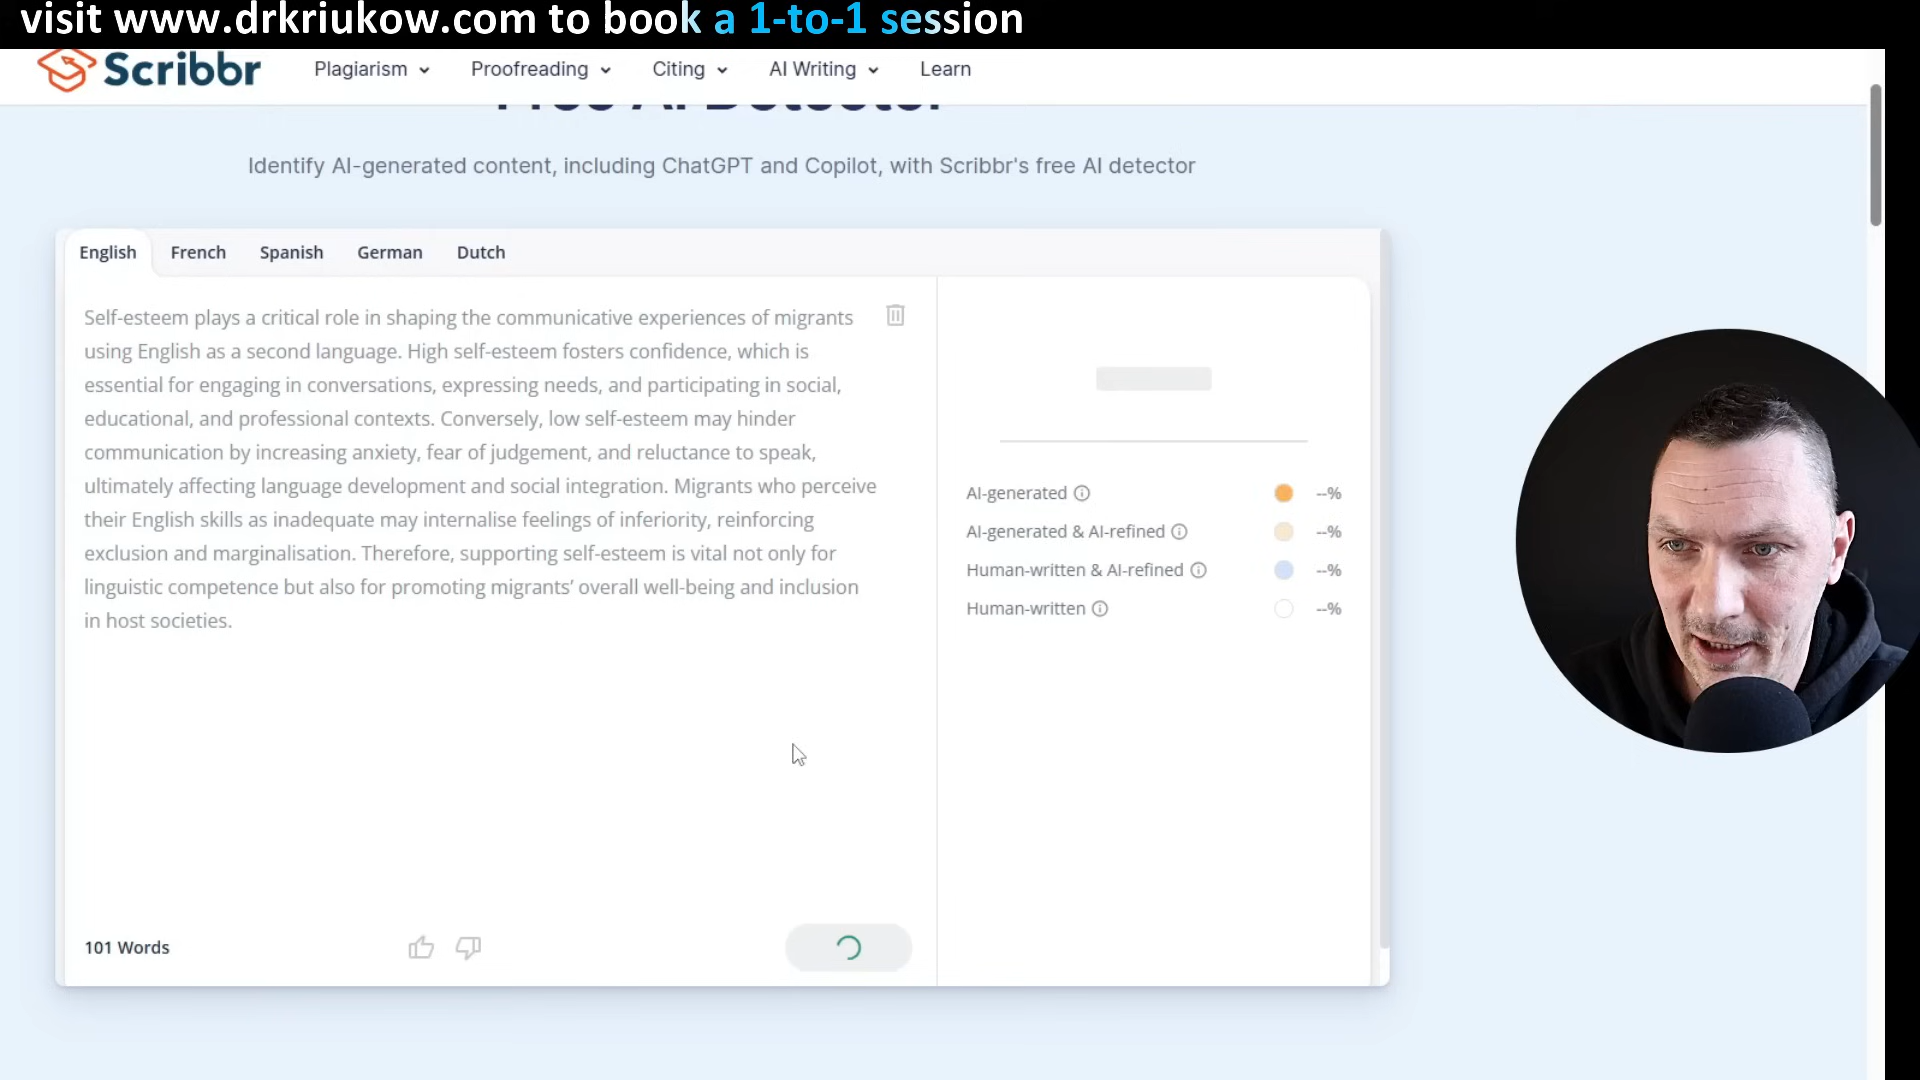 visit www.drkriukow.com to book a 1-to-1 session
Scribbr
Plagiarism
Proofreading
Citing
AI Writing
Learn
Free AI Detector
Identify AI-generated content, including ChatGPT and Copilot, with Scribbr's free AI detector
English
French
Spanish
German
Dutch
Self-esteem plays a critical role in shaping the communicative experiences of migrants
using English as a second language. High self-esteem fosters confidence, which is
essential for engaging in conversations, expressing needs, and participating in social,
educational, and professional contexts. Conversely, low self-esteem may hinder
communication by increasing anxiety, fear of judgement, and reluctance to speak,
ultimately affecting language development and social integration. Migrants who perceive
their English skills as inadequate may internalise feelings of inferiority, reinforcing
exclusion and marginalisation. Therefore, supporting self-esteem is vital not only for
linguistic competence but also for promoting migrants’ overall well-being and inclusion
in host societies.
101 Words
AI-generated --%
AI-generated & AI-refined --%
Human-written & AI-refined --%
Human-written --%